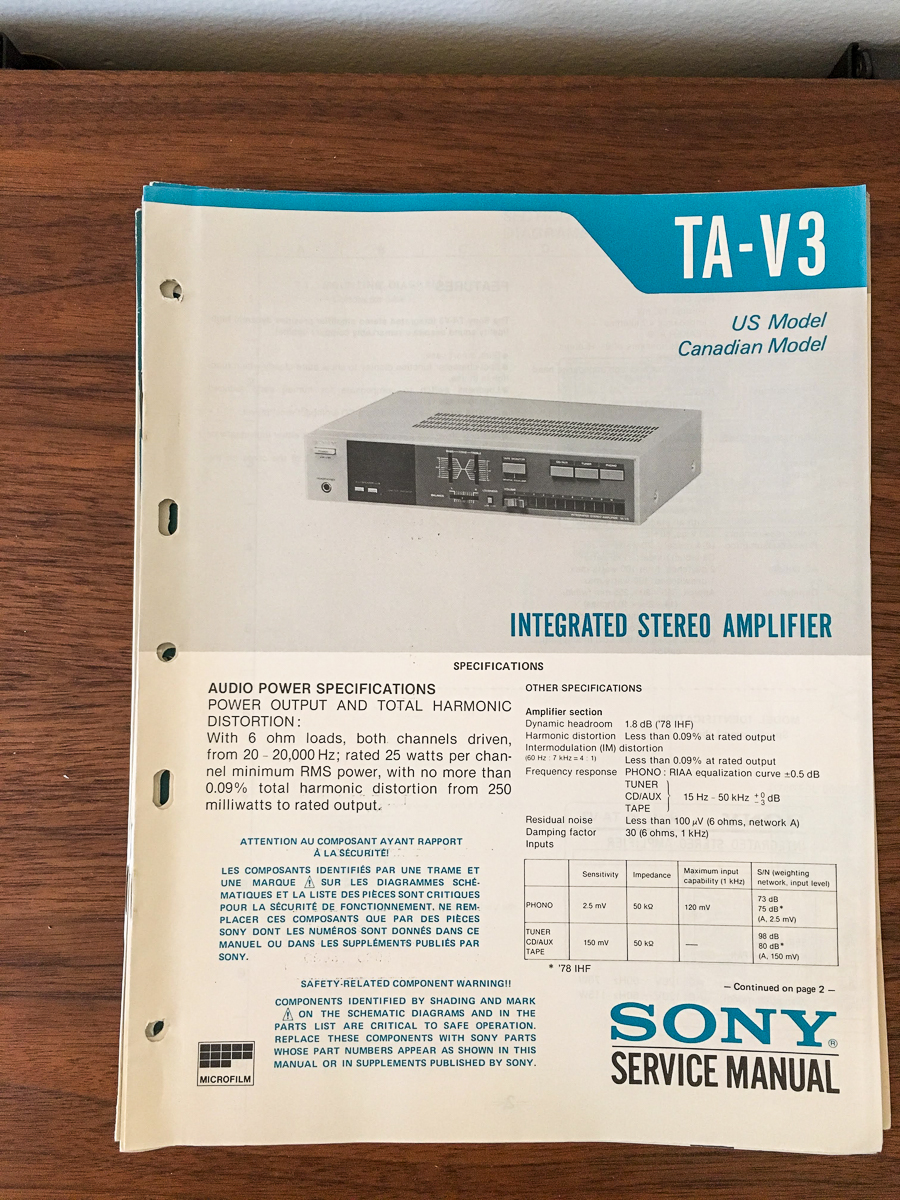 TA-V3
US Model
Canadian Model
INTEGRATED STEREO AMPLIFIER
SPECIFICATIONS
AUDIO POWER SPECIFICATIONS
POWER OUTPUT AND TOTAL HARMONIC
DISTORTION:
With 6 ohm loads, both channels driven,
from 20 - 20,000 Hz; rated 25 watts per chan-
nel minimum RMS power, with no more than
0.09% total harmonic distortion from 250
milliwatts to rated output.
ATTENTION AU COMPOSANT AYANT RAPPORT
À LA SÉCURITÉ!
LES COMPOSANTS IDENTIFIÉS PAR UNE TRAME ET
UNE MARQUE ⚠ SUR LES DIAGRAMMES SCHÉ-
MATIQUES ET LA LISTE DES PIÈCES SONT CRITIQUES
POUR LA SÉCURITÉ DE FONCTIONNEMENT. NE REM-
PLACER CES COMPOSANTS QUE PAR DES PIÈCES
SONY DONT LES NUMÉROS SONT DONNÉS DANS CE
MANUEL OU DANS LES SUPPLÉMENTS PUBLIÉS PAR
SONY.
SAFETY-RELATED COMPONENT WARNING!!
COMPONENTS IDENTIFIED BY SHADING AND MARK
⚠ ON THE SCHEMATIC DIAGRAMS AND IN THE
PARTS LIST ARE CRITICAL TO SAFE OPERATION.
REPLACE THESE COMPONENTS WITH SONY PARTS
WHOSE PART NUMBERS APPEAR AS SHOWN IN THIS
MANUAL OR IN SUPPLEMENTS PUBLISHED BY SONY.
MICROFILM
OTHER SPECIFICATIONS
Amplifier section
Dynamic headroom 1.8 dB ('78 IHF)
Harmonic distortion Less than 0.09% at rated output
Intermodulation (IM) distortion
(60 Hz : 7 kHz = 4 : 1) Less than 0.09% at rated output
Frequency response PHONO : RIAA equalization curve ±0.5 dB
TUNER
CD/AUX 15 Hz - 50 kHz +0 -3 dB
TAPE
Residual noise Less than 100 μV (6 ohms, network A)
Damping factor 30 (6 ohms, 1 kHz)
Inputs
Sensitivity Impedance Maximum input capability (1 kHz) S/N (weighting network, input level)
PHONO 2.5 mV 50 kΩ 120 mV 73 dB 75 dB* (A, 2.5 mV)
TUNER CD/AUX TAPE 150 mV 50 kΩ — 98 dB 80 dB* (A, 150 mV)
* '78 IHF
— Continued on page 2 —
SONY®
SERVICE MANUAL